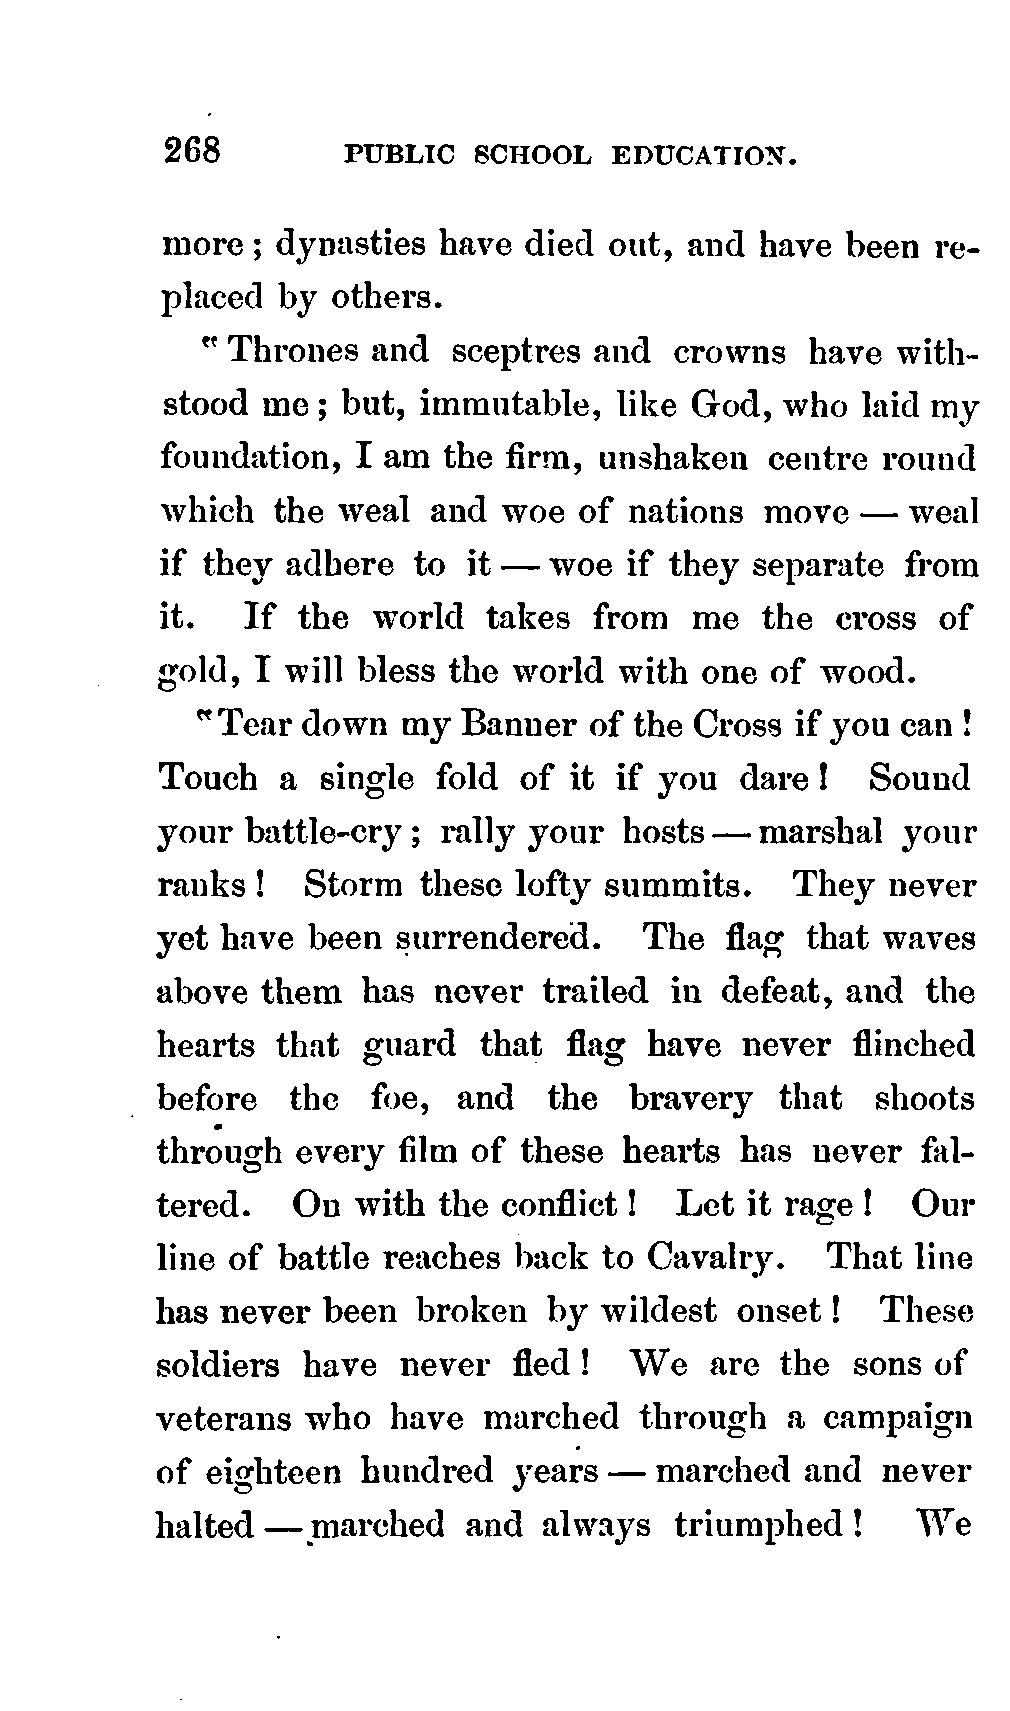 268 PUBLIC SCHOOL EDUCATION.
more; dynasties have died out, and have been re-
placed by others.
"Thrones and sceptres and crowns have with-
stood me; but, immutable, like God, who laid my
foundation, I am the firm, unshaken centre round
which the weal and woe of nations move — weal
if they adhere to it — woe if they separate from
it. If the world takes from me the cross of
gold, I will bless the world with one of wood.
"Tear down my Banner of the Cross if you can!
Touch a single fold of it if you dare! Sound
your battle-cry; rally your hosts — marshal your
ranks! Storm these lofty summits. They never
yet have been surrendered. The flag that waves
above them has never trailed in defeat, and the
hearts that guard that flag have never flinched
before the foe, and the bravery that shoots
through every film of these hearts has never fal-
tered. On with the conflict! Let it rage! Our
line of battle reaches back to Cavalry. That line
has never been broken by wildest onset! These
soldiers have never fled! We are the sons of
veterans who have marched through a campaign
of eighteen hundred years — marched and never
halted — marched and always triumphed! We